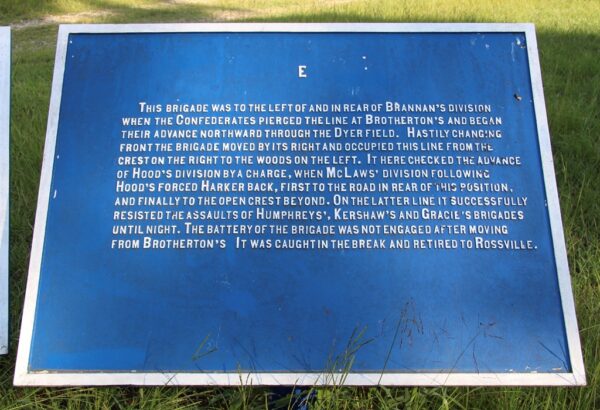 E
This brigade was to the left of and in rear of Brannan's division
when the Confederates pierced the line at Brotherton's and began
their advance northward through the Dyer field. Hastily changing
front the brigade moved by its right and occupied this line from the
crest on the right to the woods on the left. It here checked the advance
of Hood's division by a charge, when McLaws' division following
Hood's forced Harker back, first to the road in rear of this position,
and finally to the open crest beyond. On the latter line it successfully
resisted the assaults of Humphreys', Kershaw's and Gracie's brigades
until night. The battery of the brigade was not engaged after moving
from Brotherton's It was caught in the break and retired to Rossville.